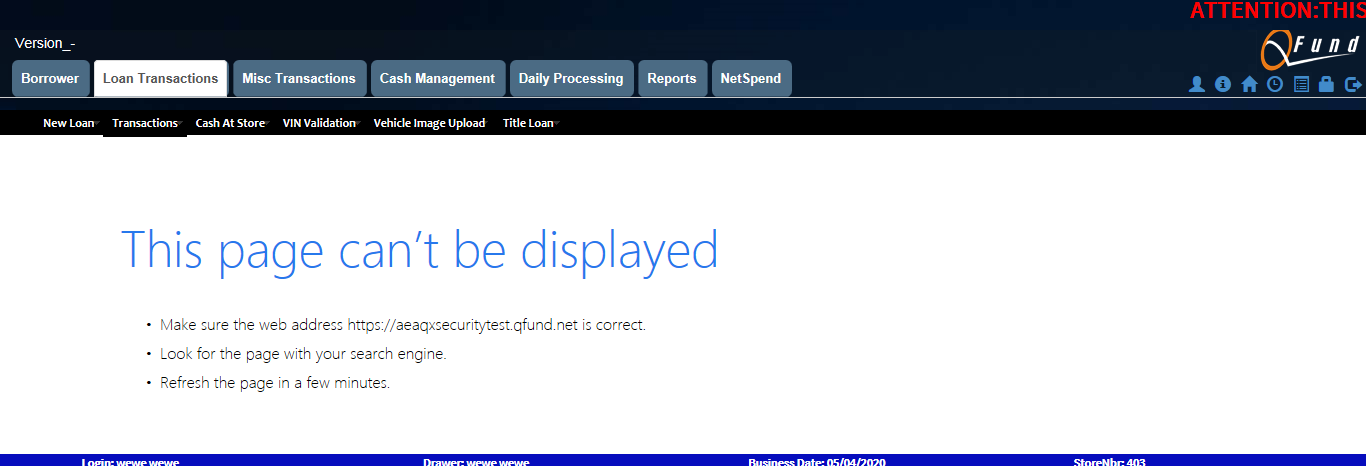 ATTENTION:THIS
Version_-
QFund
Borrower Loan Transactions Misc Transactions Cash Management Daily Processing Reports NetSpend
New Loan Transactions Cash At Store VIN Validation Vehicle Image Upload Title Loan
This page can't be displayed
• Make sure the web address https://aeaqxsecuritytest.qfund.net is correct.
• Look for the page with your search engine.
• Refresh the page in a few minutes.
Login: wewe wewe Drawer: wewe wewe Business Date: 05/04/2020 StoreNbr: 403